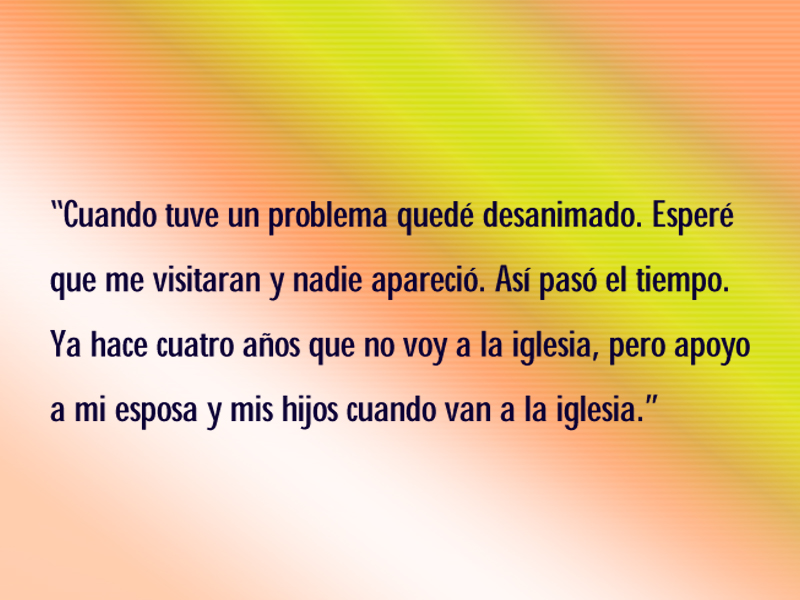 “Cuando tuve un problema quedé desanimado. Esperé
que me visitaran y nadie apareció. Así pasó el tiempo.
Ya hace cuatro años que no voy a la iglesia, pero apoyo
a mi esposa y mis hijos cuando van a la iglesia.”